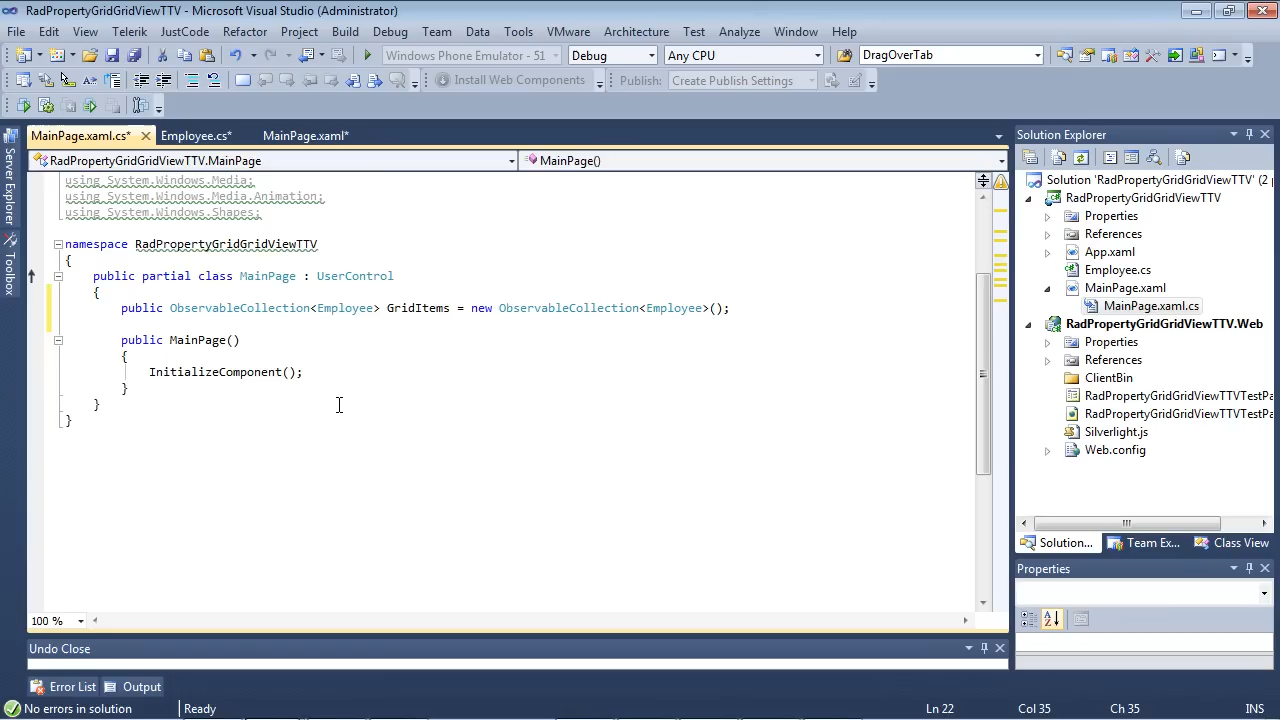 RadPropertyGridGridViewTTV - Microsoft Visual Studio (Administrator)
File Edit View Telerik JustCode Refactor Project Build Debug Team Data Tools VMware Architecture Test Analyze Window Help
Windows Phone Emulator - 51 Debug Any CPU DragOverTab
Install Web Components Publish: Create Publish Settings
MainPage.xaml.cs* Employee.cs* MainPage.xaml*
RadPropertyGridGridViewTTV.MainPage MainPage()
using System.Windows.Media;
using System.Windows.Media.Animation;
using System.Windows.Shapes;
namespace RadPropertyGridGridViewTTV
{
public partial class MainPage : UserControl
{
public ObservableCollection<Employee> GridItems = new ObservableCollection<Employee>();
public MainPage()
{
InitializeComponent();
}
}
}
100 %
Server Explorer
Toolbox
Solution Explorer
Solution 'RadPropertyGridGridViewTTV' (2 p
RadPropertyGridGridViewTTV
Properties
References
App.xaml
Employee.cs
MainPage.xaml
MainPage.xaml.cs
RadPropertyGridGridViewTTV.Web
Properties
References
ClientBin
RadPropertyGridGridViewTTVTestPa
RadPropertyGridGridViewTTVTestPa
Silverlight.js
Web.config
Solution... Team Ex... Class View
Properties
Undo Close
Error List Output
No errors in solution Ready Ln 22 Col 35 Ch 35 INS